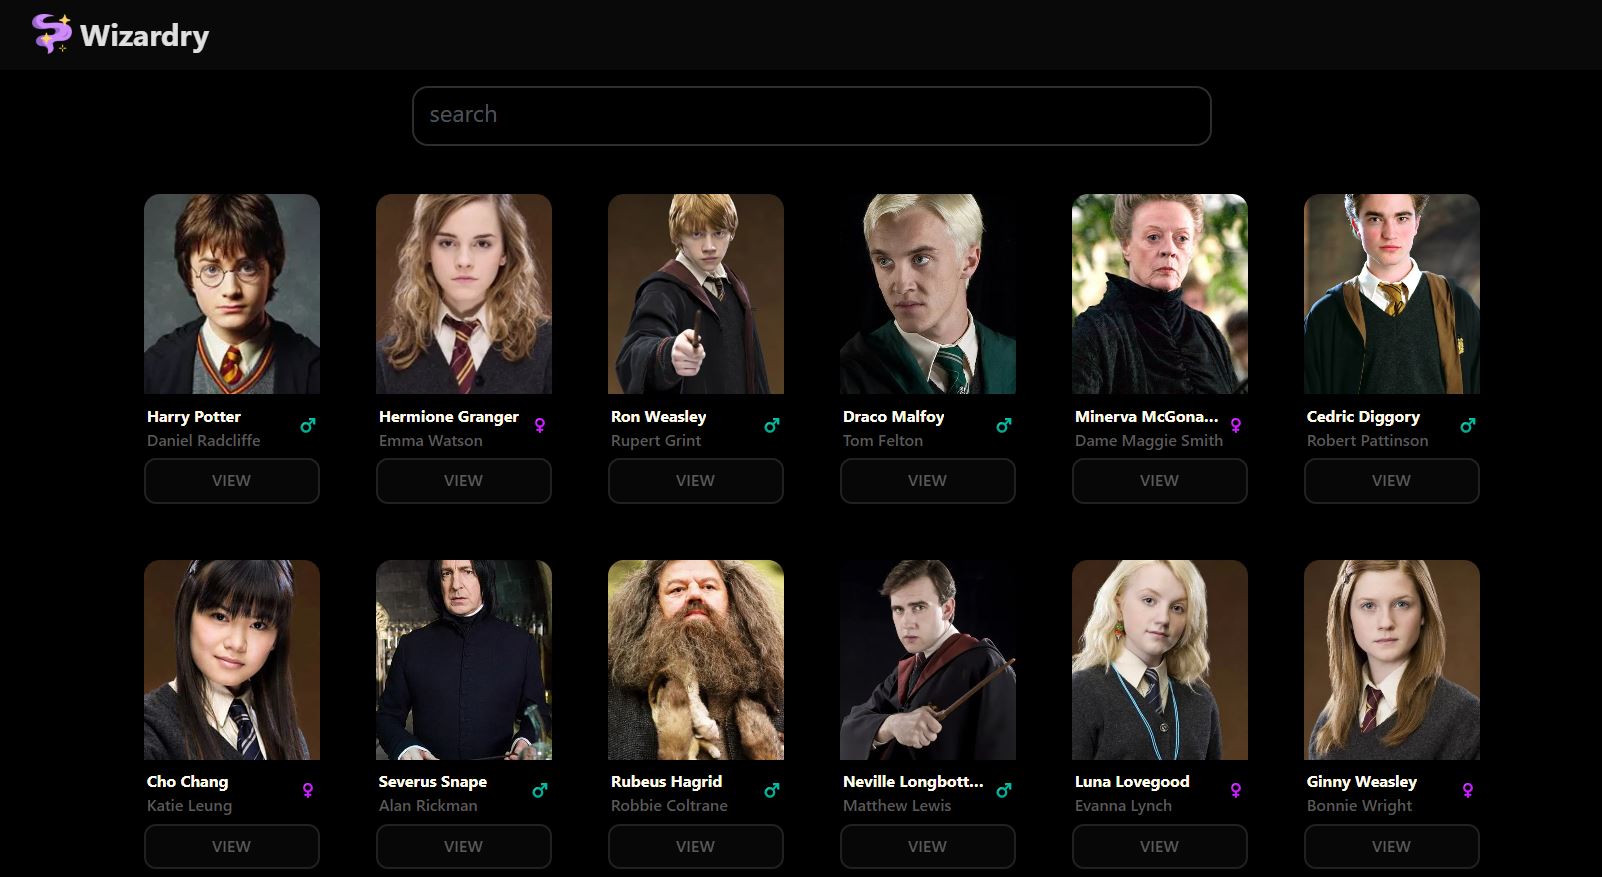 Wizardry
search
Harry Potter
Daniel Radcliffe
VIEW
Hermione Granger
Emma Watson
VIEW
Ron Weasley
Rupert Grint
VIEW
Draco Malfoy
Tom Felton
VIEW
Minerva McGona...
Dame Maggie Smith
VIEW
Cedric Diggory
Robert Pattinson
VIEW
Cho Chang
Katie Leung
VIEW
Severus Snape
Alan Rickman
VIEW
Rubeus Hagrid
Robbie Coltrane
VIEW
Neville Longbott...
Matthew Lewis
VIEW
Luna Lovegood
Evanna Lynch
VIEW
Ginny Weasley
Bonnie Wright
VIEW